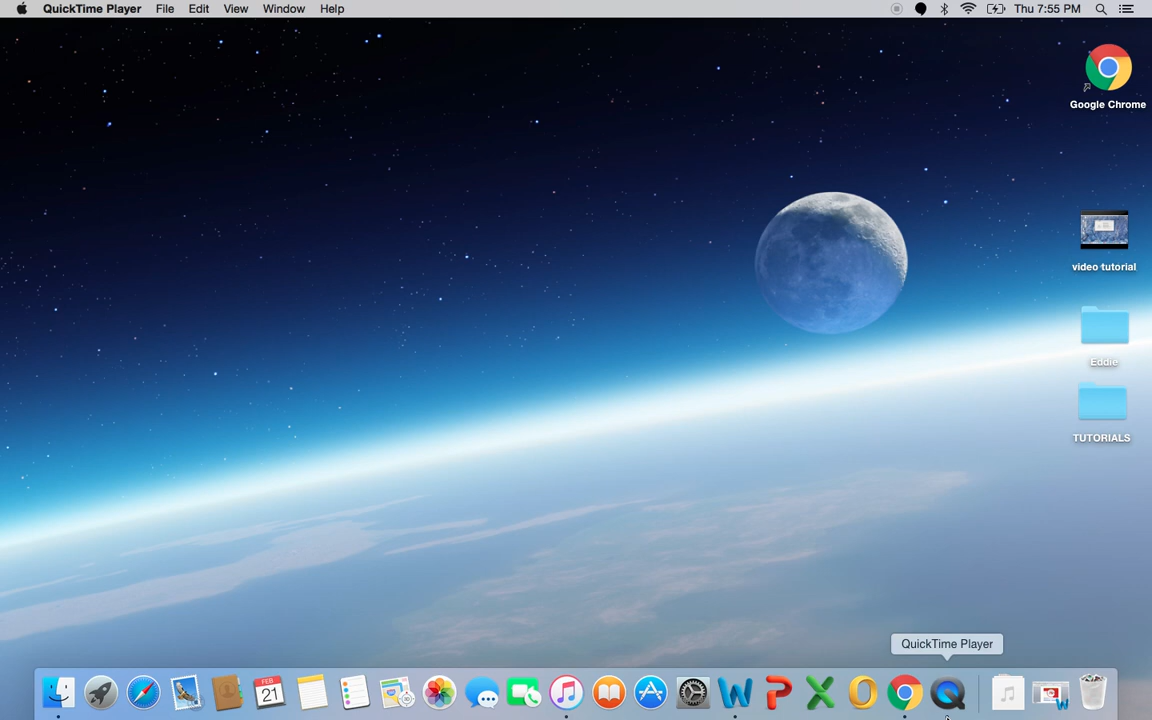 QuickTime Player File Edit View Window Help Thu 7:55 PM
Google Chrome
video tutorial
Eddie
TUTORIALS
QuickTime Player
FEB
21